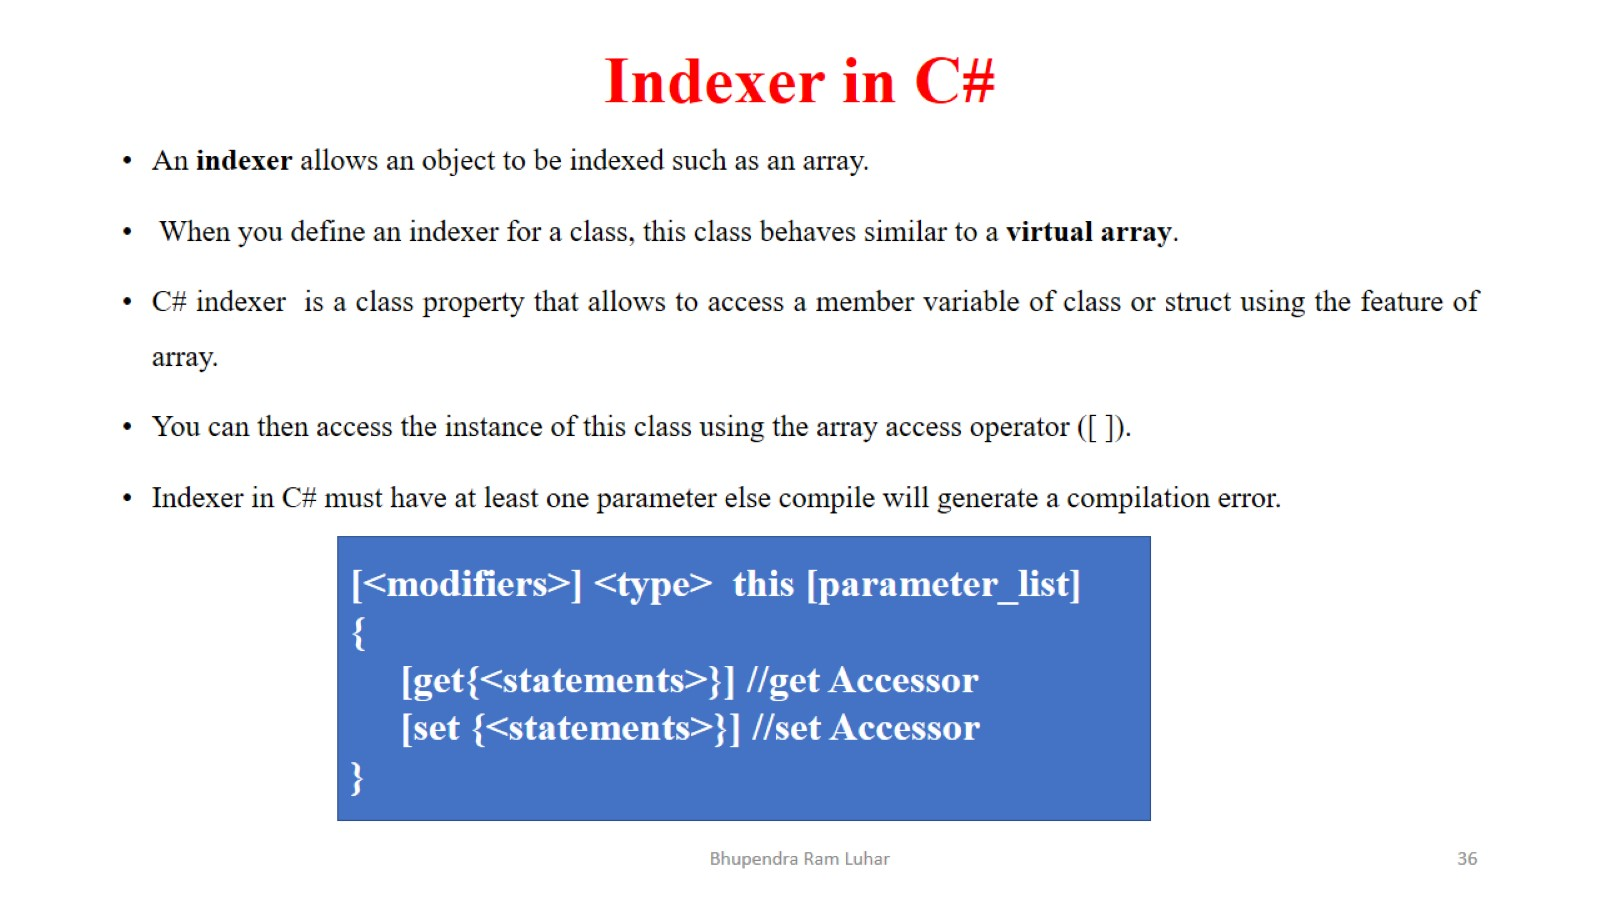 Indexer in C#
• An indexer allows an object to be indexed such as an array.
• When you define an indexer for a class, this class behaves similar to a virtual array.
• C# indexer is a class property that allows to access a member variable of class or struct using the feature of
array.
• You can then access the instance of this class using the array access operator ([ ]).
• Indexer in C# must have at least one parameter else compile will generate a compilation error.
[<modifiers>] <type> this [parameter_list]
{
[get{<statements>}] //get Accessor
[set {<statements>}] //set Accessor
}
Bhupendra Ram Luhar
36